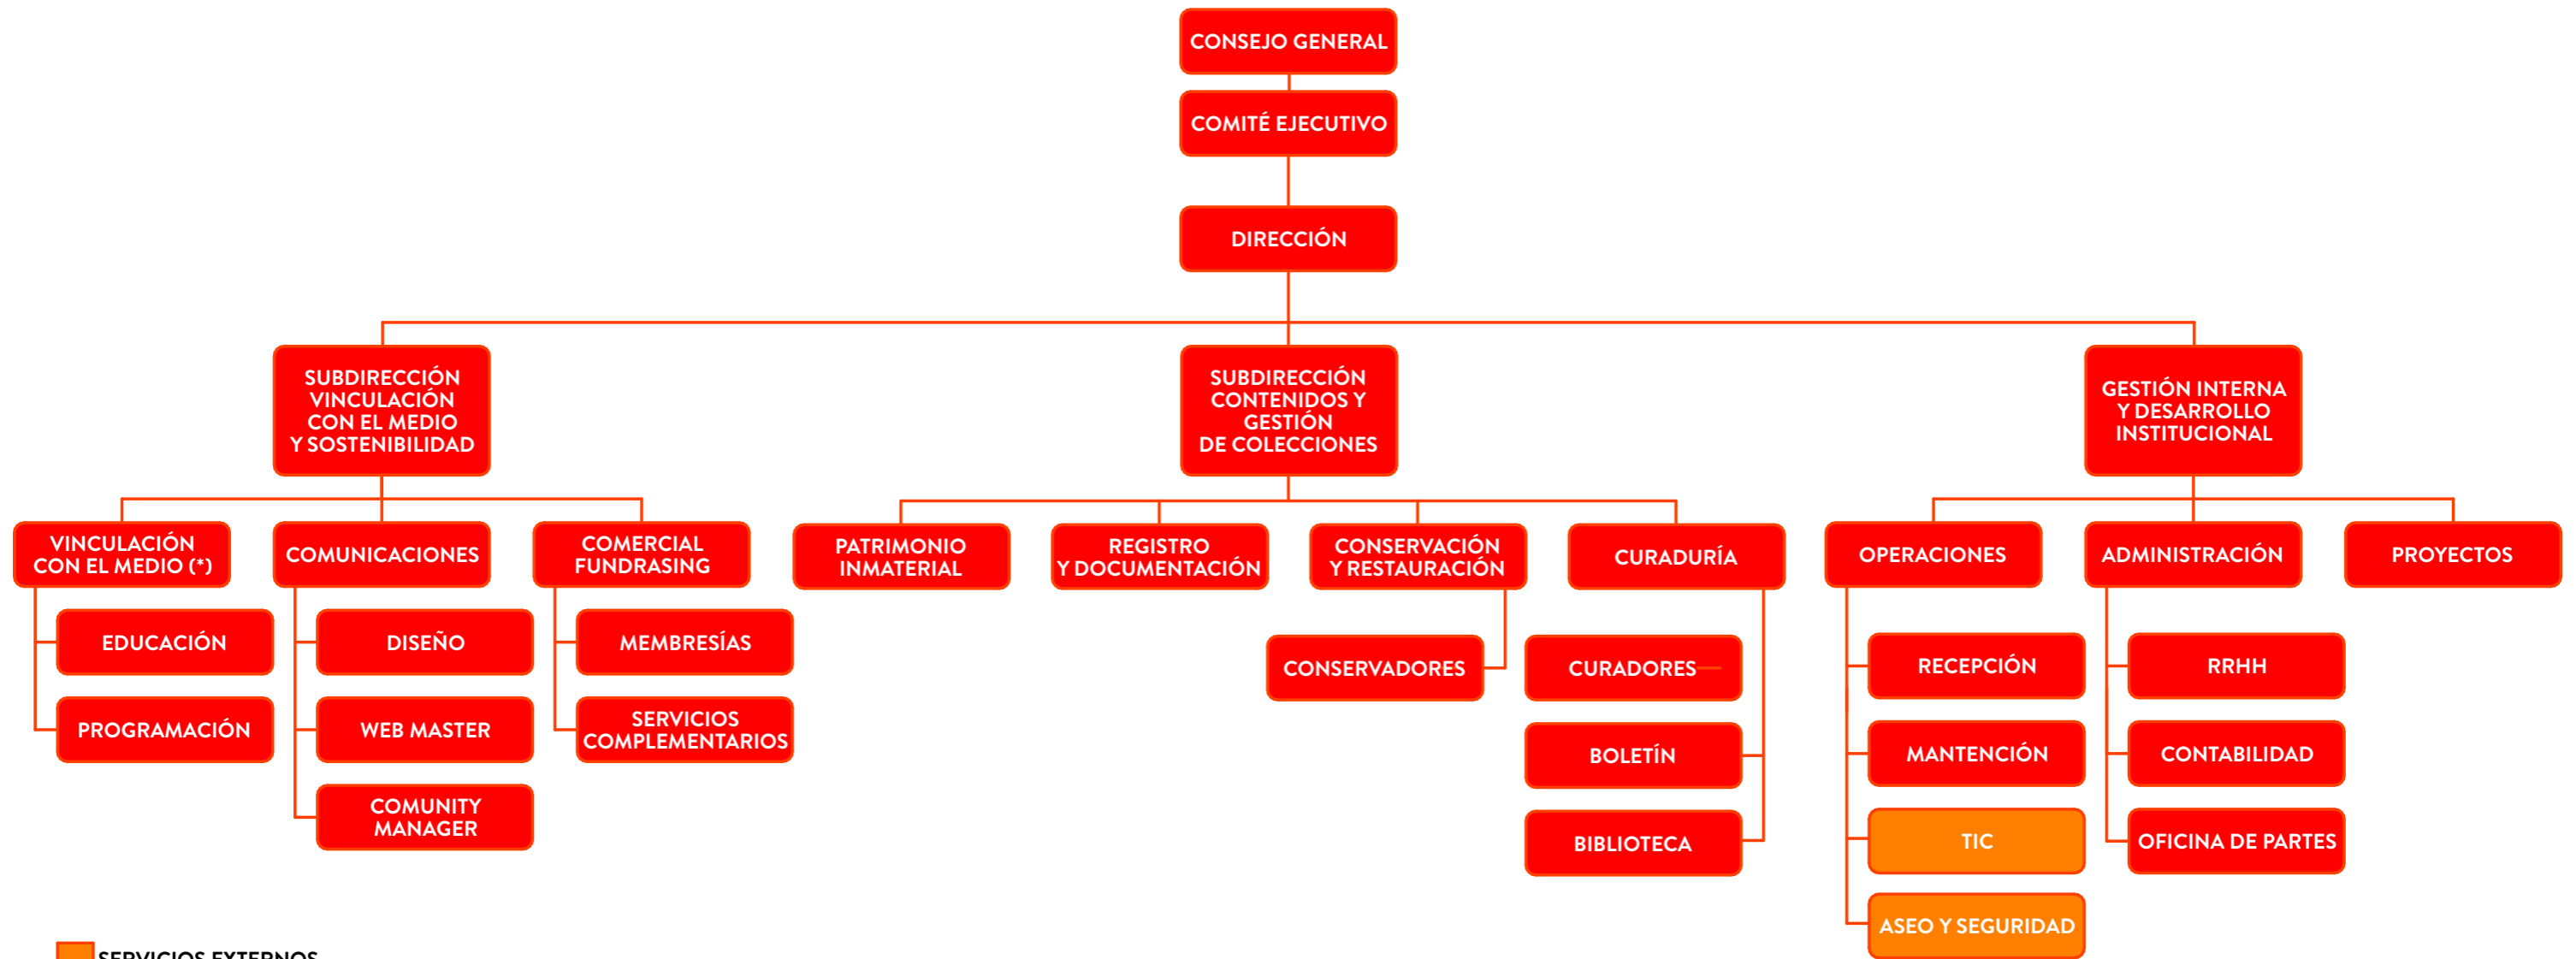 CONSEJO GENERAL
COMITÉ EJECUTIVO
DIRECCIÓN
SUBDIRECCIÓN
VINCULACIÓN
CON EL MEDIO
Y SOSTENIBILIDAD
SUBDIRECCIÓN
CONTENIDOS Y
GESTIÓN
DE COLECCIONES
GESTIÓN INTERNA
Y DESARROLLO
INSTITUCIONAL
VINCULACIÓN
CON EL MEDIO (*)
COMUNICACIONES
COMERCIAL
FUNDRASING
PATRIMONIO
INMATERIAL
REGISTRO
Y DOCUMENTACIÓN
CONSERVACIÓN
Y RESTAURACIÓN
CURADURÍA
OPERACIONES
ADMINISTRACIÓN
PROYECTOS
EDUCACIÓN
PROGRAMACIÓN
DISEÑO
WEB MASTER
COMUNITY
MANAGER
MEMBRESÍAS
SERVICIOS
COMPLEMENTARIOS
CONSERVADORES
CURADORES
BOLETÍN
BIBLIOTECA
RECEPCIÓN
MANTENCIÓN
TIC
ASEO Y SEGURIDAD
RRHH
CONTABILIDAD
OFICINA DE PARTES
SERVICIOS EXTERNOS